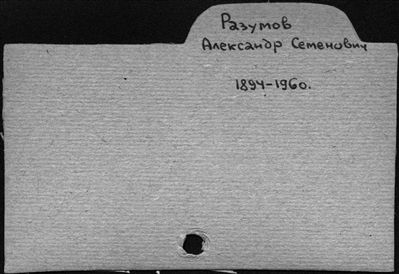 Разумов
Александр Семенович
1894-1960.